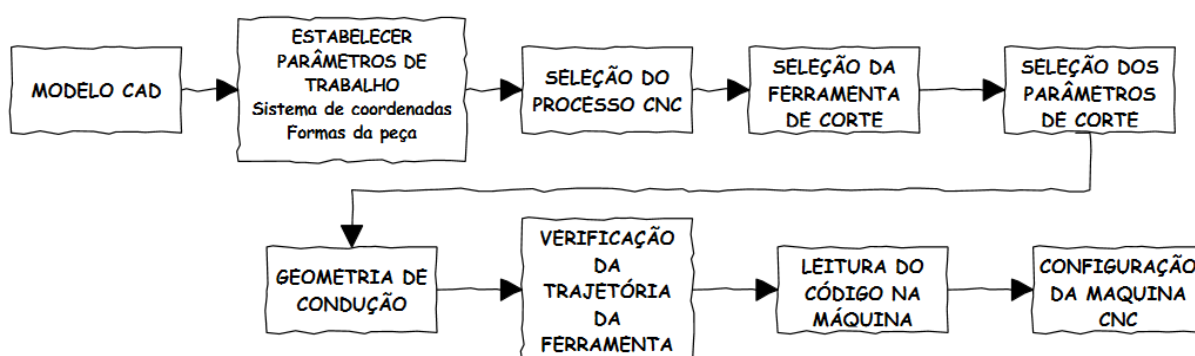 MODELO CAD
ESTABELECER
PARÂMETROS DE
TRABALHO
Sistema de coordenadas
Formas da peça
SELEÇÃO DO
PROCESSO CNC
SELEÇÃO DA
FERRAMENTA
DE CORTE
SELEÇÃO DOS
PARÂMETROS
DE CORTE
GEOMETRIA DE
CONDUÇÃO
VERIFICAÇÃO
DA
TRAJETÓRIA
DA
FERRAMENTA
LEITURA DO
CÓDIGO NA
MÁQUINA
CONFIGURAÇÃO
DA MAQUINA
CNC